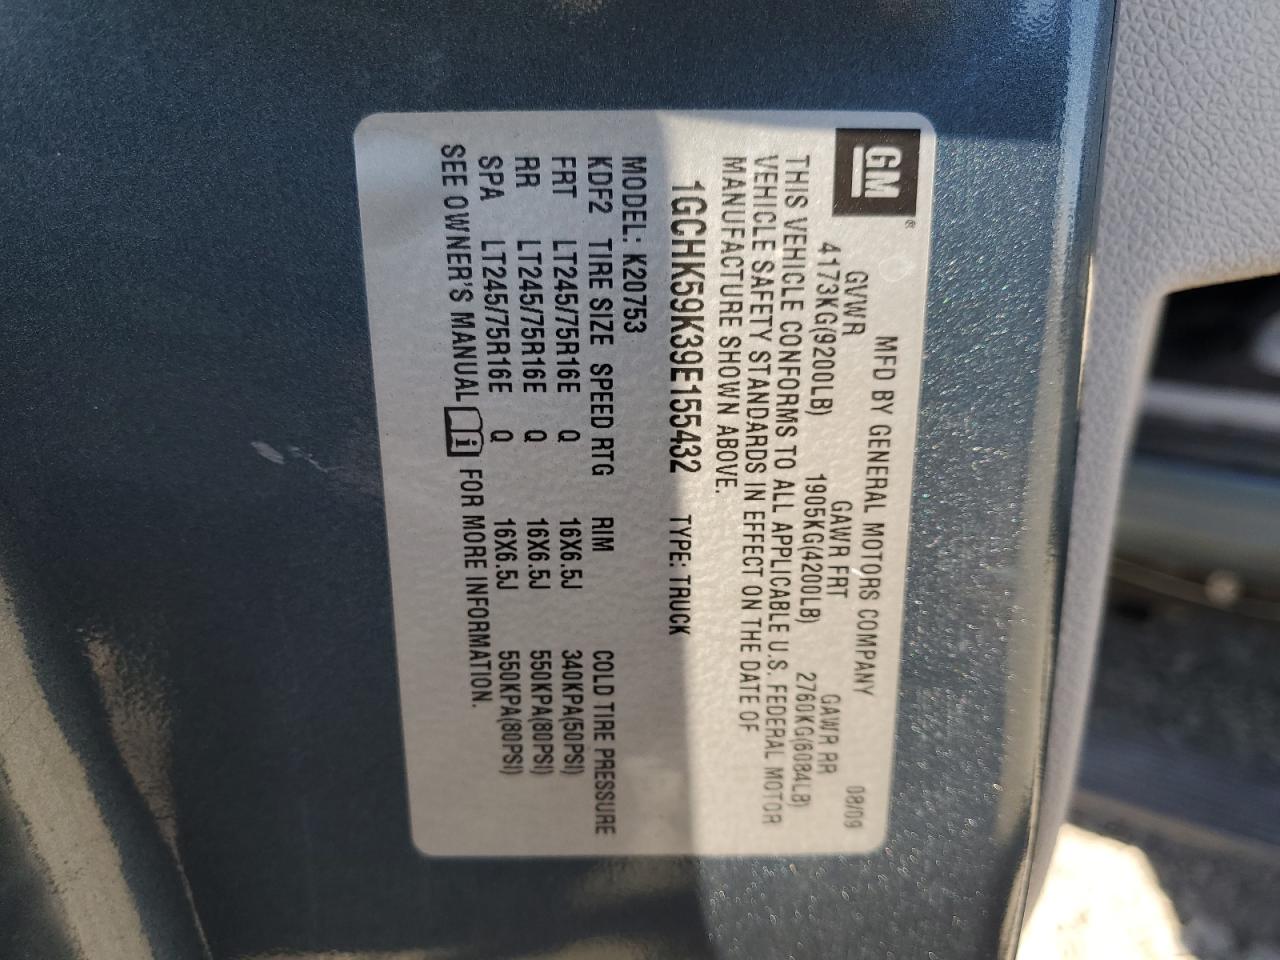 GM®
MFD BY GENERAL MOTORS COMPANY 08/09
GVWR GAWR FRT GAWR RR
4173KG(9200LB) 1905KG(4200LB) 2760KG(6084LB)
THIS VEHICLE CONFORMS TO ALL APPLICABLE U.S. FEDERAL MOTOR
VEHICLE SAFETY STANDARDS IN EFFECT ON THE DATE OF
MANUFACTURE SHOWN ABOVE.
1GCHK59K39E155432 TYPE: TRUCK
MODEL: K20753
KDF2 TIRE SIZE SPEED RTG RIM COLD TIRE PRESSURE
FRT LT245/75R16E Q 16X6.5J 340KPA(50PSI)
RR LT245/75R16E Q 16X6.5J 550KPA(80PSI)
SPA LT245/75R16E Q 16X6.5J 550KPA(80PSI)
SEE OWNER'S MANUAL i FOR MORE INFORMATION.